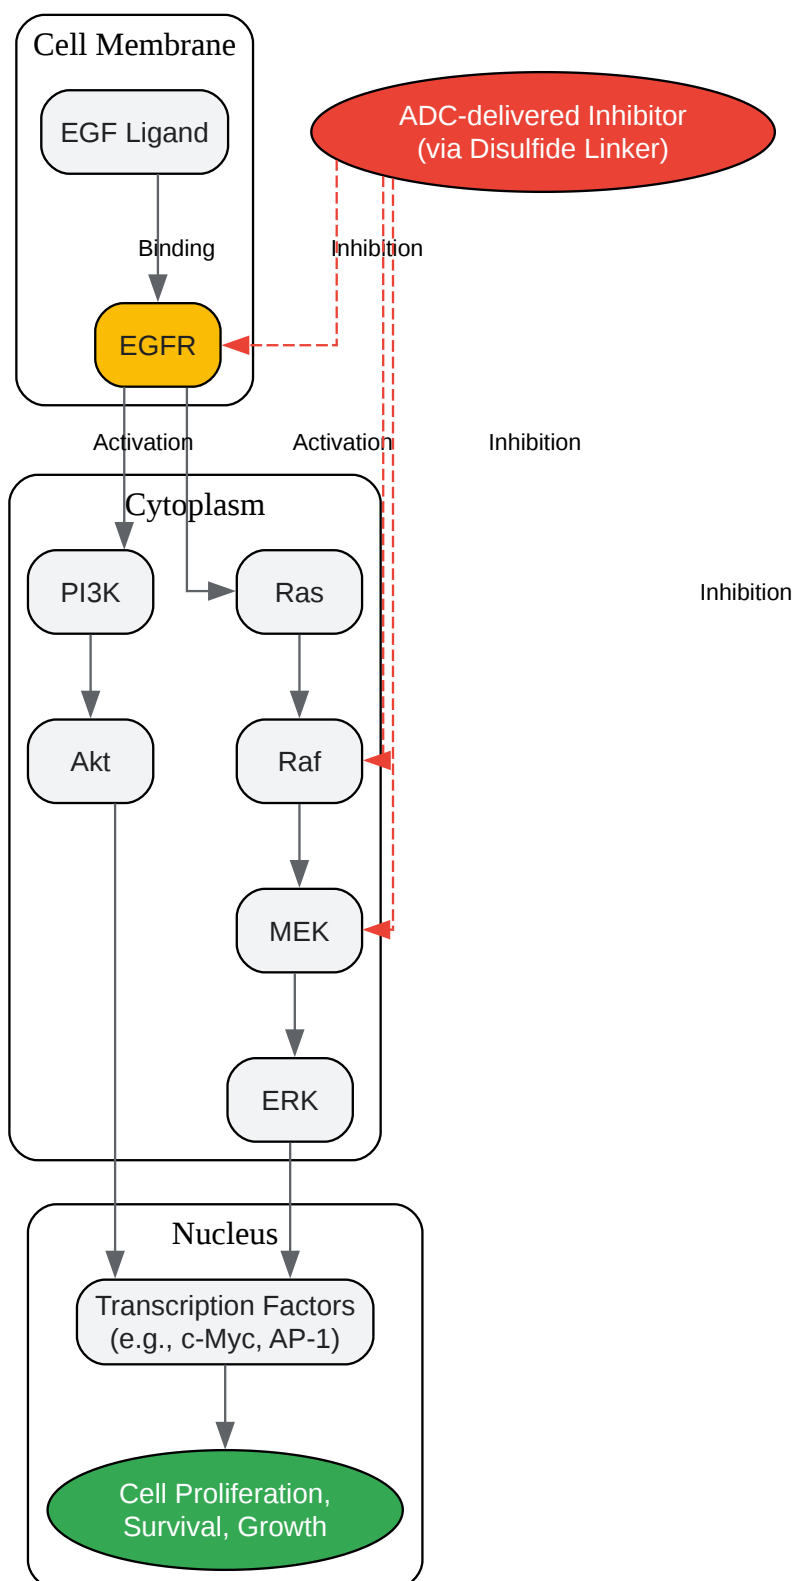 Cell Membrane
EGF Ligand
ADC-delivered Inhibitor
(via Disulfide Linker)
Binding
Inhibition
EGFR
Activation
Activation
Inhibition
Cytoplasm
PI3K
Ras
Inhibition
Akt
Raf
MEK
ERK
Nucleus
Transcription Factors
(e.g., c-Myc, AP-1)
Cell Proliferation,
Survival, Growth